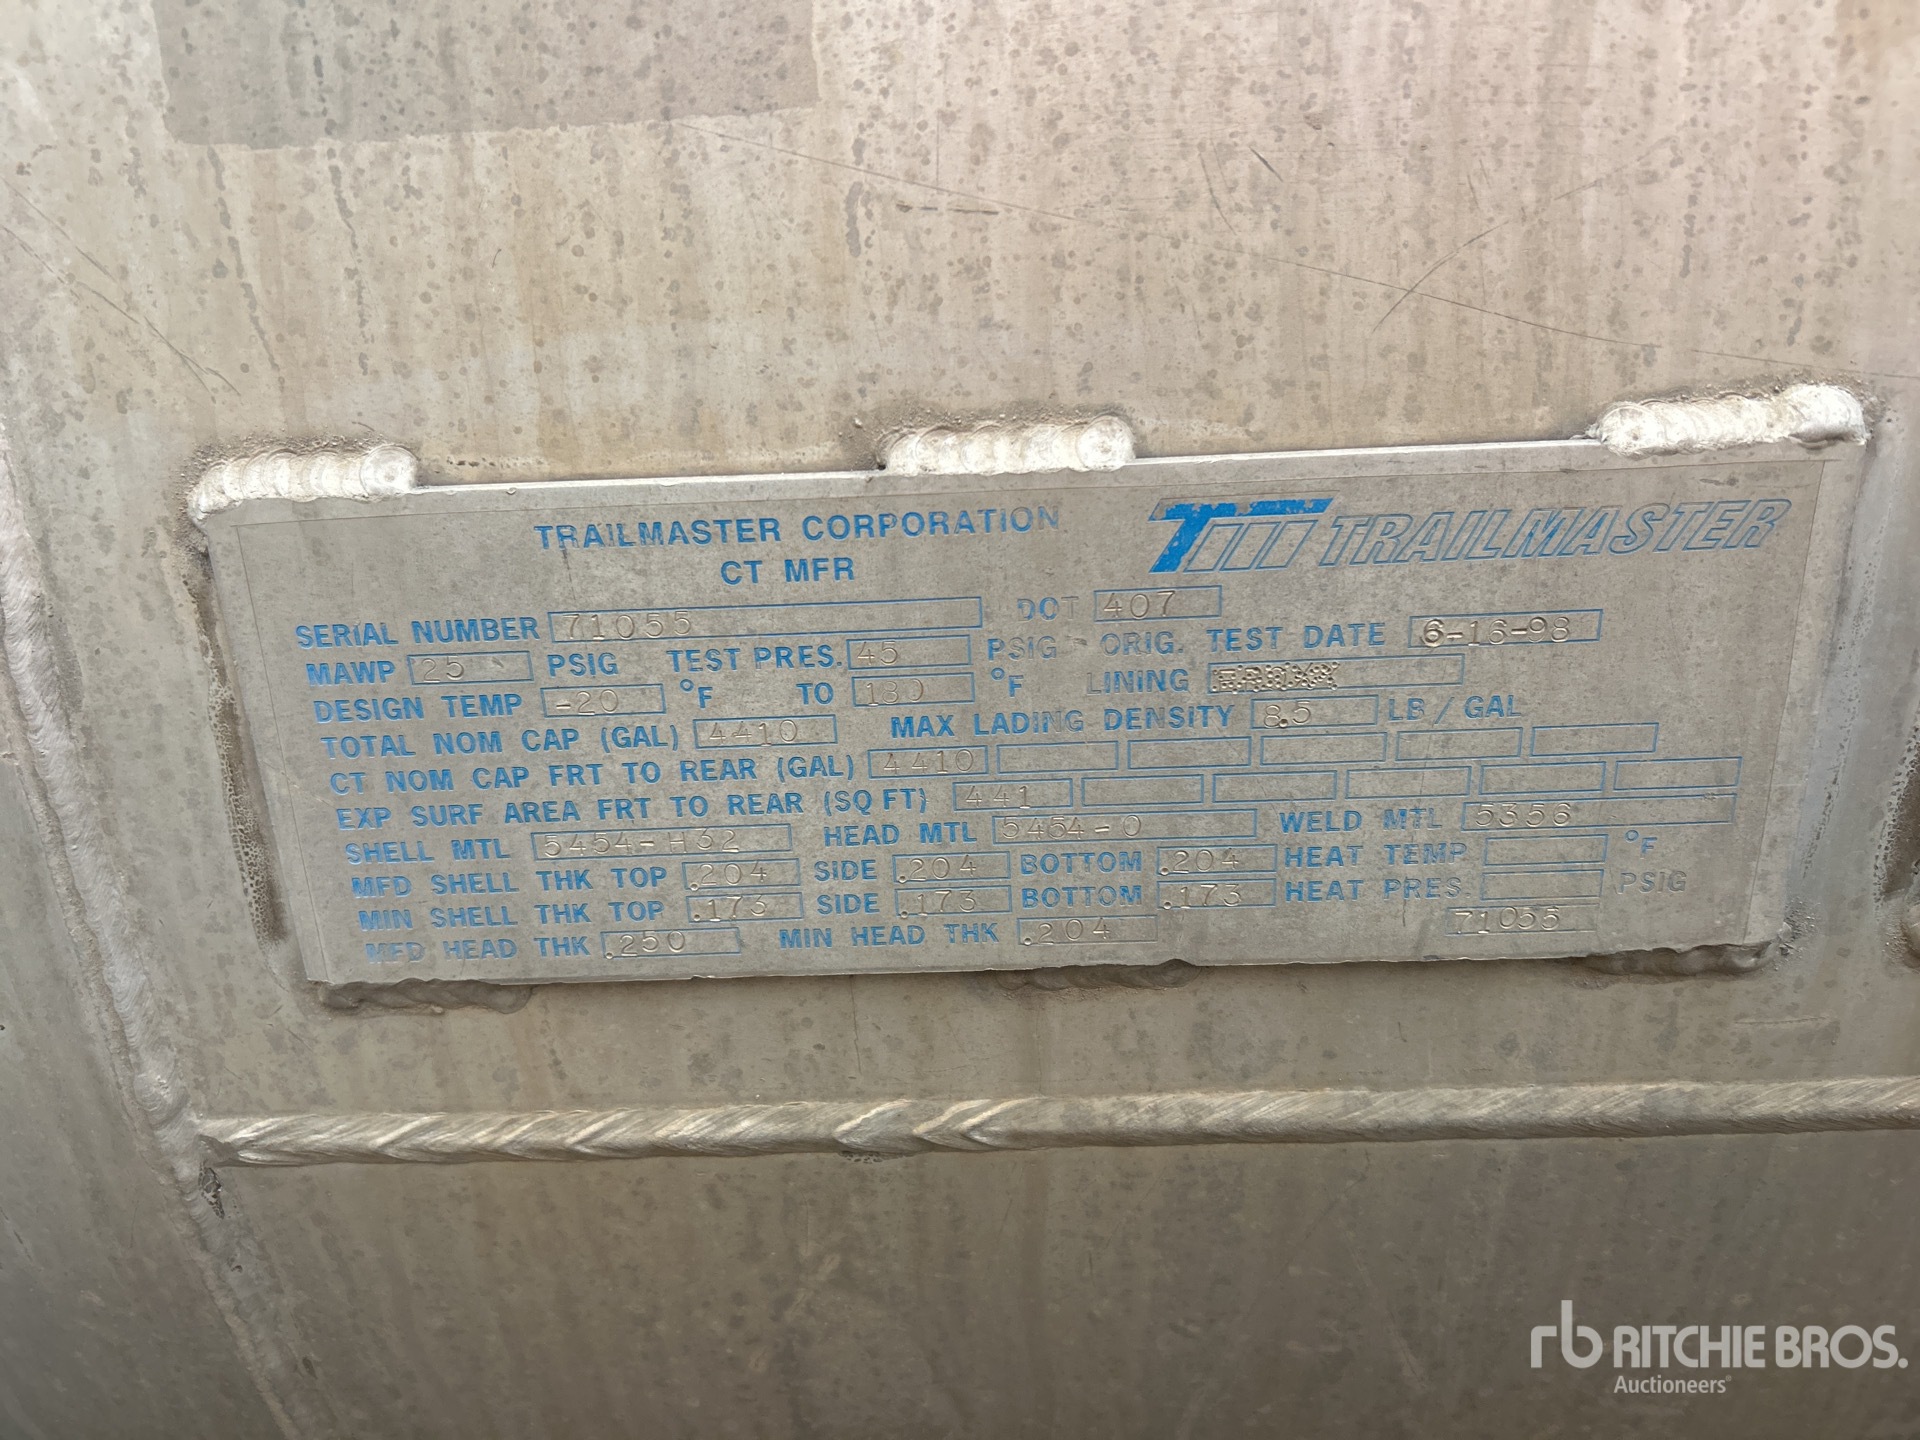 TRAILMASTER CORPORATION
CT MFR
TM TRAILMASTER
SERIAL NUMBER 71055 DOT 407
MAWP 25 PSIG TEST PRES. 45 PSIG ORIG. TEST DATE 6-16-98
DESIGN TEMP -20 °F TO 130 °F LINING
TOTAL NOM CAP (GAL) 4410 MAX LADING DENSITY 8.5 LB / GAL
CT NOM CAP FRT TO REAR (GAL) 4410
EXP SURF AREA FRT TO REAR (SQ FT) 441
SHELL MTL 5454-H32 HEAD MTL 5454-0 WELD MTL 5356
MFD SHELL THK TOP .204 SIDE .204 BOTTOM .204 HEAT TEMP °F
MIN SHELL THK TOP .173 SIDE .173 BOTTOM .173 HEAT PRES. PSIG
MFD HEAD THK .250 MIN HEAD THK .204 71055
rb RITCHIE BROS.
Auctioneers